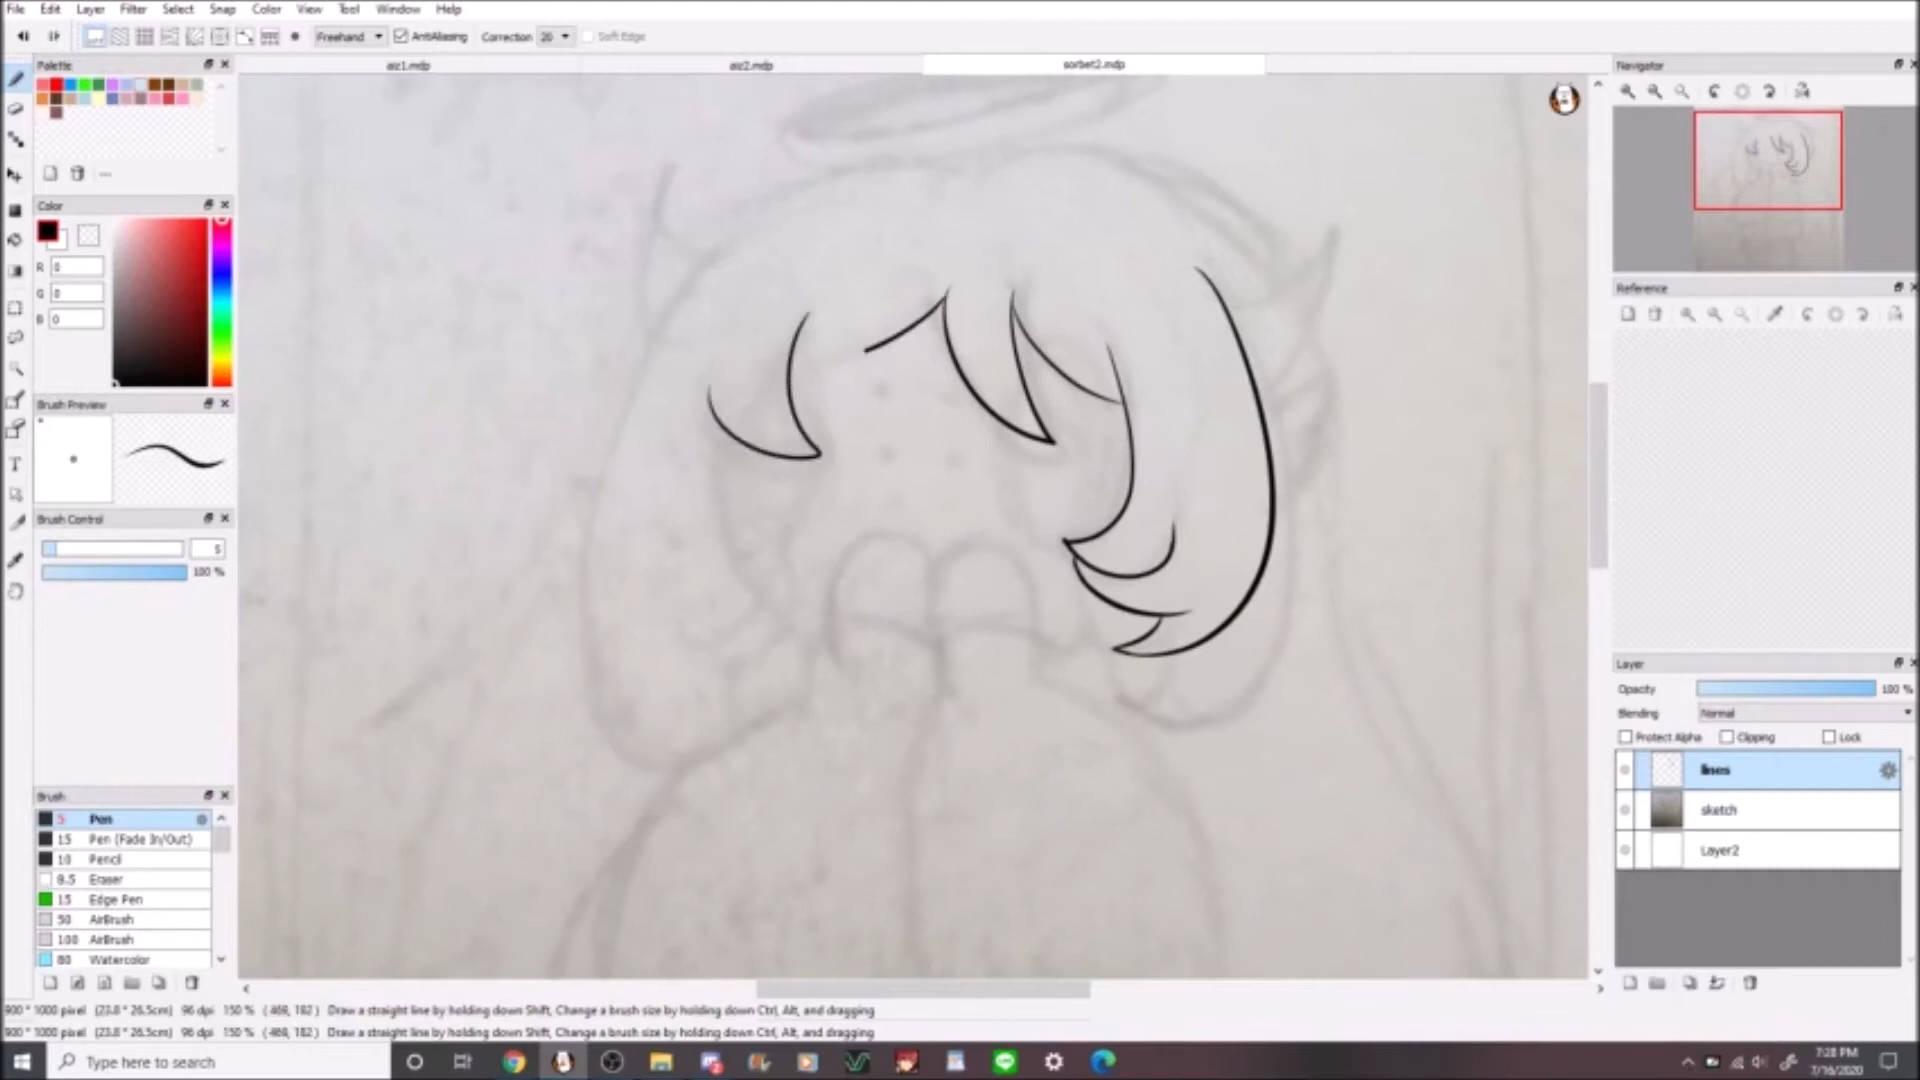 File Edit Layer Filter Select Snap Color View Tool Window Help
Freehand AntiAliasing Correction 20 Soft Edge
Palette
aiz1.mdp aiz2.mdp sorbet2.mdp
Navigator
Color
R 0
G 0
B 0
Reference
Brush Preview
Brush Control
5
100 %
Layer
Opacity 100 %
Blending Normal
Protect Alpha Clipping Lock
lines
sketch
Layer2
Brush
5 Pen
15 Pen (Fade In/Out)
10 Pencil
8.5 Eraser
15 Edge Pen
50 AirBrush
100 AirBrush
80 Watercolor
900 * 1000 pixel (23.8 * 26.5cm) 96 dpi 150 % (-468, 182) Draw a straight line by holding down Shift, Change a brush size by holding down Ctrl, Alt, and dragging
900 * 1000 pixel (23.8 * 26.5cm) 96 dpi 150 % (-468, 182) Draw a straight line by holding down Shift, Change a brush size by holding down Ctrl, Alt, and dragging
Type here to search
7:28 PM
7/16/2020